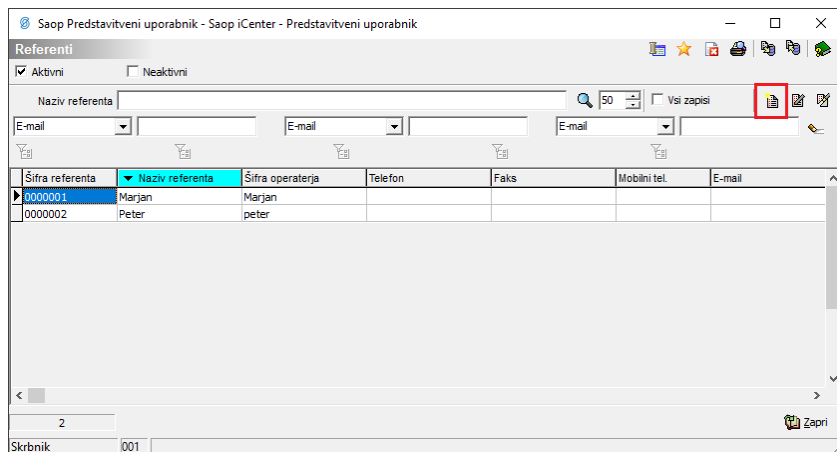 Saop Predstavitveni uporabnik - Saop iCenter - Predstavitveni uporabnik
Referenti
Aktivni Neaktivni
Naziv referenta 50 Vsi zapisi
E-mail E-mail E-mail
Šifra referenta Naziv referenta Šifra operaterja Telefon Faks Mobilni tel. E-mail
0000001 Marjan Marjan
0000002 Peter peter
2 Zapri
Skrbnik 001